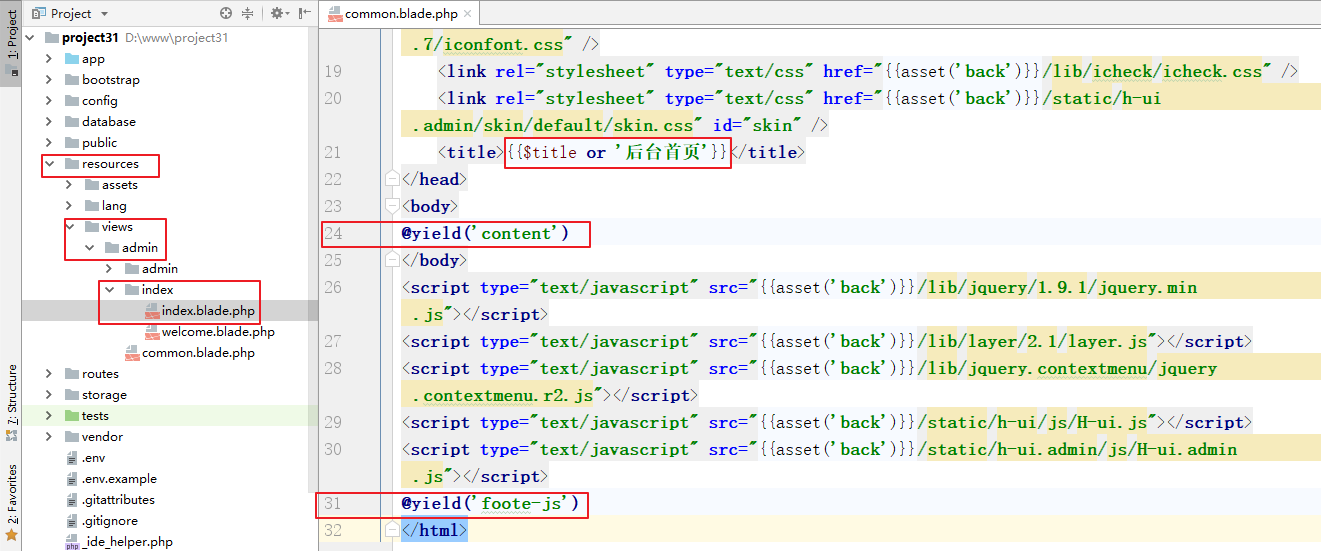 Project
common.blade.php
1: Project
7: Structure
2: Favorites
project31 D:\www\project31
app
bootstrap
config
database
public
resources
assets
lang
views
admin
admin
index
index.blade.php
welcome.blade.php
common.blade.php
routes
storage
tests
vendor
.env
.env.example
.gitattributes
.gitignore
_ide_helper.php
.7/iconfont.css" />
19 <link rel="stylesheet" type="text/css" href="{{asset('back')}}/lib/icheck/icheck.css" />
20 <link rel="stylesheet" type="text/css" href="{{asset('back')}}/static/h-ui
.admin/skin/default/skin.css" id="skin" />
21 <title>{{$title or '后台首页'}}</title>
22 </head>
23 <body>
24 @yield('content')
25 </body>
26 <script type="text/javascript" src="{{asset('back')}}/lib/jquery/1.9.1/jquery.min
.js"></script>
27 <script type="text/javascript" src="{{asset('back')}}/lib/layer/2.1/layer.js"></script>
28 <script type="text/javascript" src="{{asset('back')}}/lib/jquery.contextmenu/jquery
.contextmenu.r2.js"></script>
29 <script type="text/javascript" src="{{asset('back')}}/static/h-ui/js/H-ui.js"></script>
30 <script type="text/javascript" src="{{asset('back')}}/static/h-ui.admin/js/H-ui.admin
.js"></script>
31 @yield('foote-js')
32 </html>